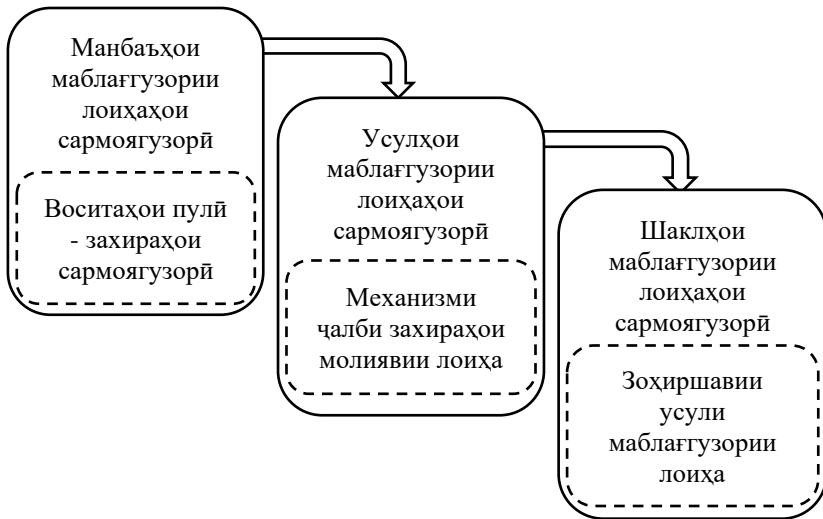 Манбаъҳои
маблағгузории
лоиҳаҳои
сармоягузорӣ
Воситаҳои пулӣ
- захираҳои
сармоягузорӣ
Усулҳои
маблағгузории
лоиҳаҳои
сармоягузорӣ
Механизми
ҷалби захираҳои
молиявии лоиҳа
Шаклҳои
маблағгузории
лоиҳаҳои
сармоягузорӣ
Зоҳиршавии
усули
маблағгузории
лоиҳа